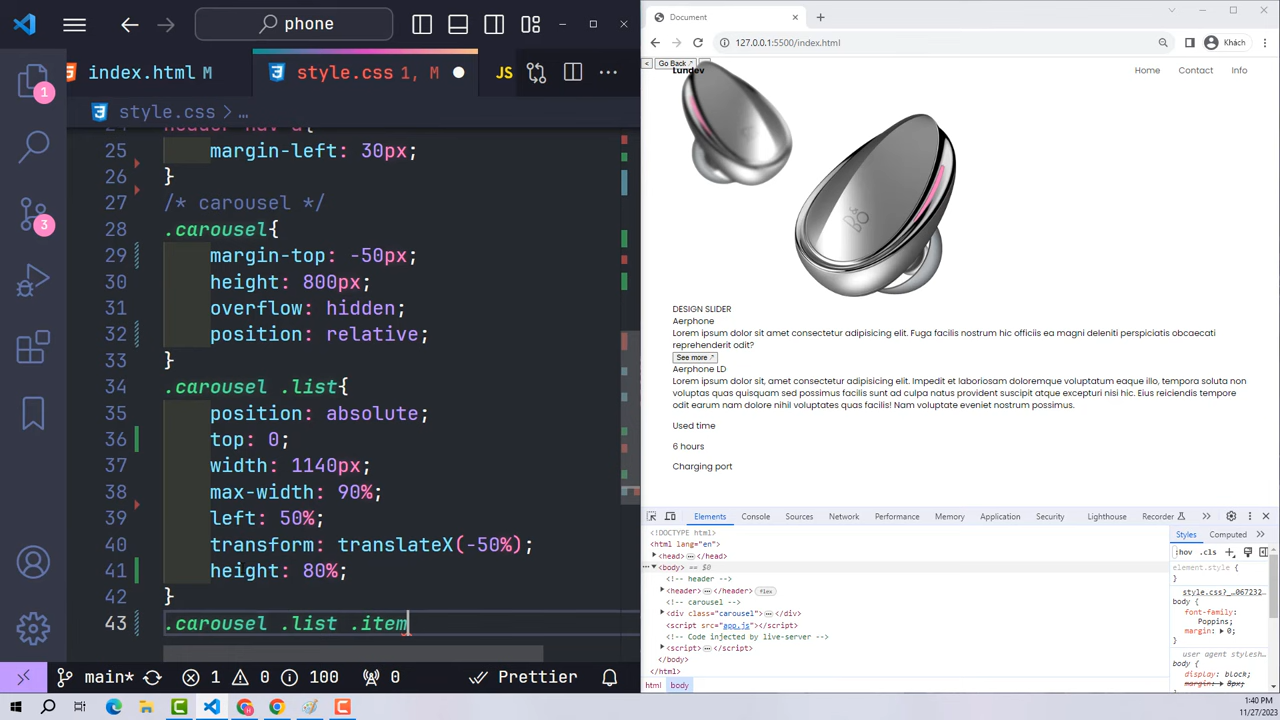 phone
index.html M
style.css 1, M
JS
style.css > ...
25 margin-left: 30px;
26 }
27 /* carousel */
28 .carousel{
29 margin-top: -50px;
30 height: 800px;
31 overflow: hidden;
32 position: relative;
33 }
34 .carousel .list{
35 position: absolute;
36 top: 0;
37 width: 1140px;
38 max-width: 90%;
39 left: 50%;
40 transform: translateX(-50%);
41 height: 80%;
42 }
43 .carousel .list .item
1
3
main* 1 0 100 0 Prettier
Document
127.0.0.1:5500/index.html Khách
< Go Back ↗
Lundev Home Contact Info
B&O
DESIGN SLIDER
Aerphone
Lorem ipsum dolor sit amet consectetur adipisicing elit. Fuga facilis nostrum hic officiis ea magni deleniti perspiciatis obcaecati
reprehenderit odit?
See more ↗
Aerphone LD
Lorem ipsum dolor sit, amet consectetur adipisicing elit. Impedit et laboriosam doloremque voluptatum eaque illo, tempora soluta non
voluptas quas quisquam sed possimus facilis sunt ad culpa natus provident suscipit excepturi nisi hic. Eius reiciendis tempore
odit earum nam dolore nihil voluptates quas facilis! Nam voluptate eveniet nostrum possimus.
Used time
6 hours
Charging port
Elements Console Sources Network Performance Memory Application Security Lighthouse Recorder
<!DOCTYPE html>
<html lang="en">
<head> </head>
<body> == $0
<!-- header -->
<header> </header> flex
<!-- carousel -->
<div class="carousel"> </div>
<script src="app.js"></script>
<!-- Code injected by live-server -->
<script> </script>
</body>
</html>
html body
Styles Computed
:hov .cls
element.style {
}
style.css?_…067232
body {
font-family:
Poppins;
margin: 0;
}
user agent stylesh…
body {
display: block;
margin: 8px;
1:40 PM
11/27/2023